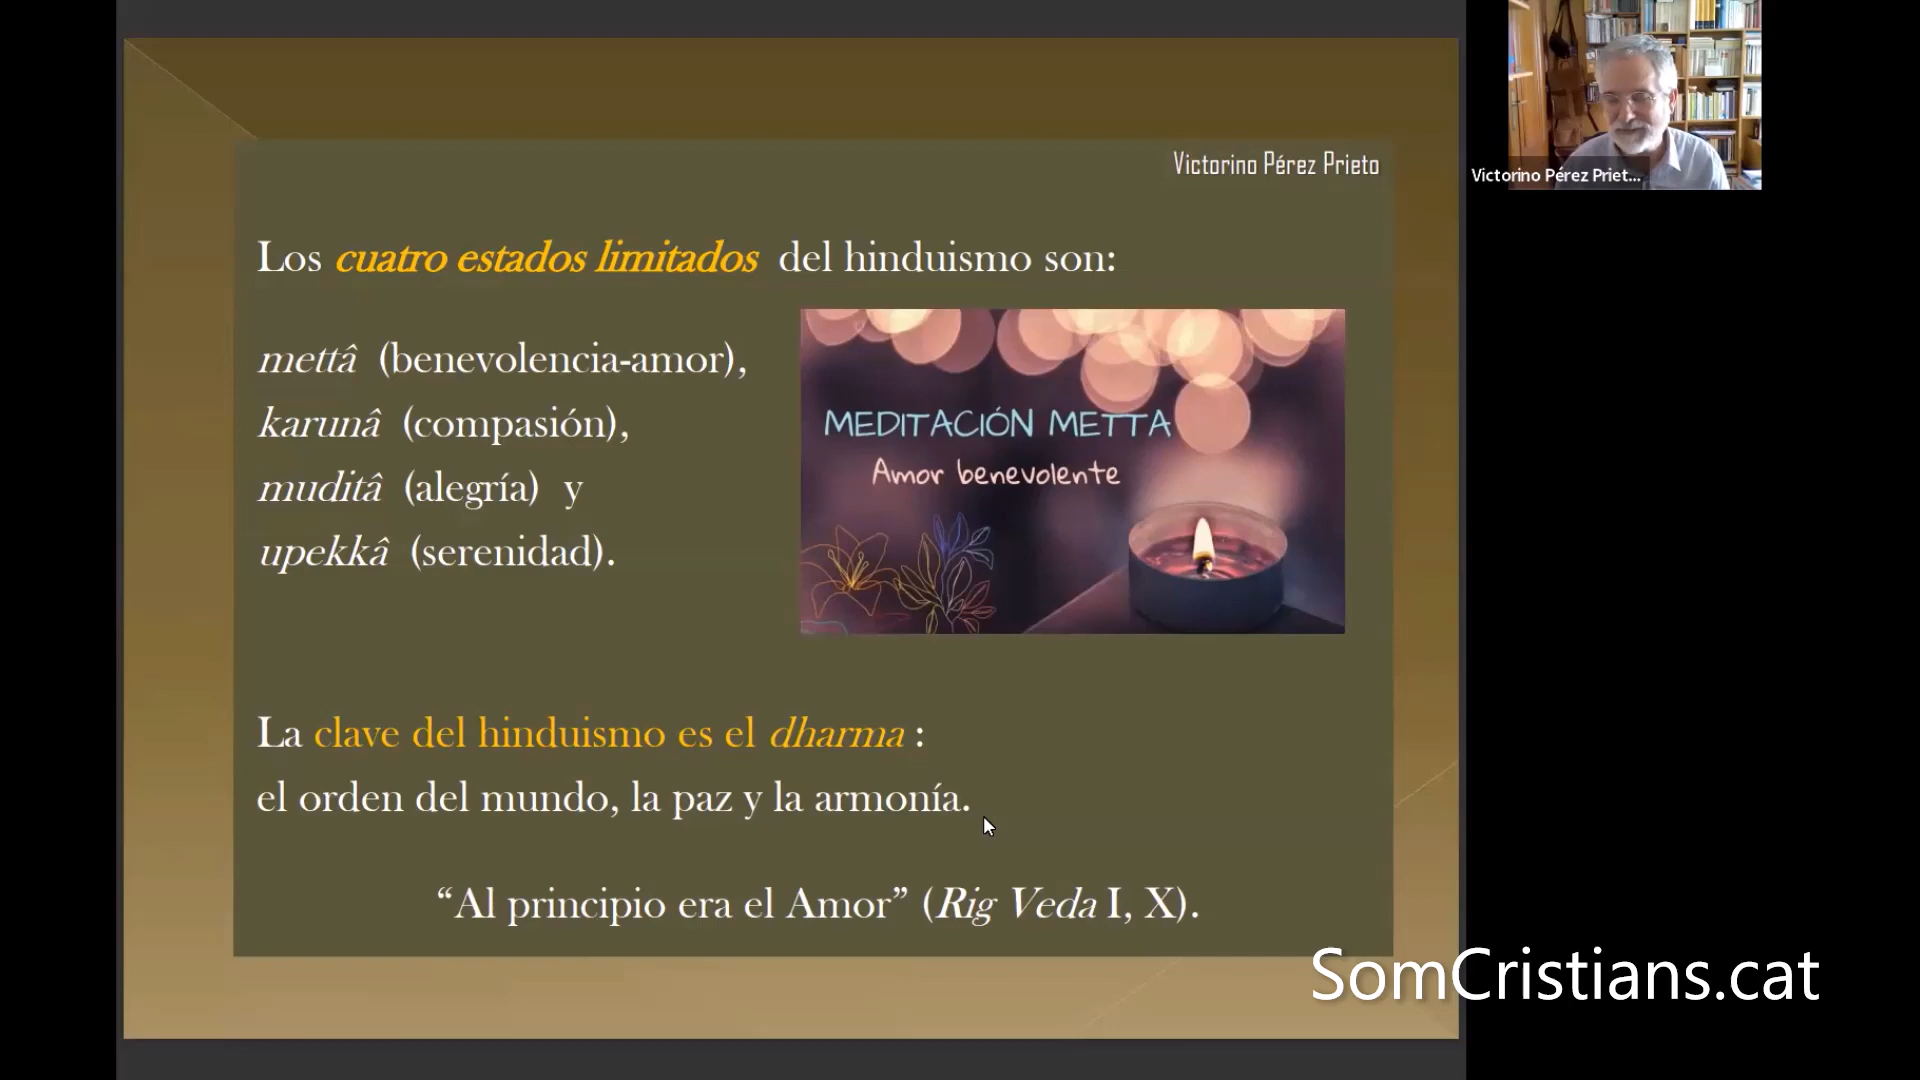 Victorino Pérez Prieto
Victorino Pérez Priet...
Los cuatro estados limitados del hinduismo son:
mettâ (benevolencia-amor),
karunâ (compasión),
muditâ (alegría) y
upekkâ (serenidad).
MEDITACIÓN METTA
Amor benevolente
La clave del hinduismo es el dharma :
el orden del mundo, la paz y la armonía.
“Al principio era el Amor” (Rig Veda I, X).
SomCristians.cat